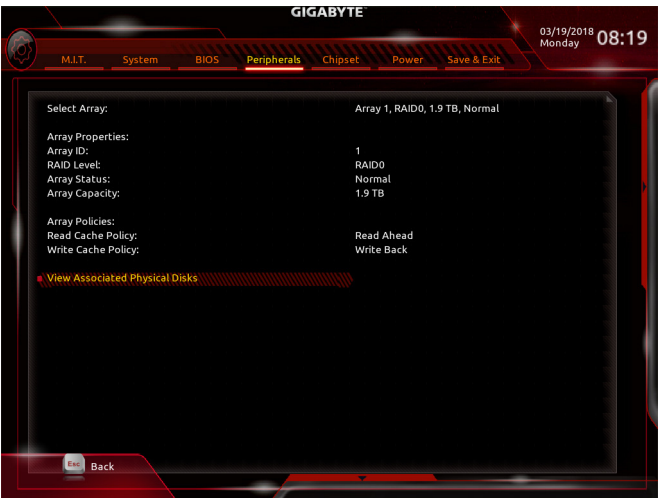 GIGABYTE
03/19/2018
Monday
08:19
M.I.T. System BIOS Peripherals Chipset Power Save & Exit
Select Array: Array 1, RAID0, 1.9 TB, Normal
Array Properties:
Array ID: 1
RAID Level: RAID0
Array Status: Normal
Array Capacity: 1.9 TB
Array Policies:
Read Cache Policy: Read Ahead
Write Cache Policy: Write Back
View Associated Physical Disks
Esc Back